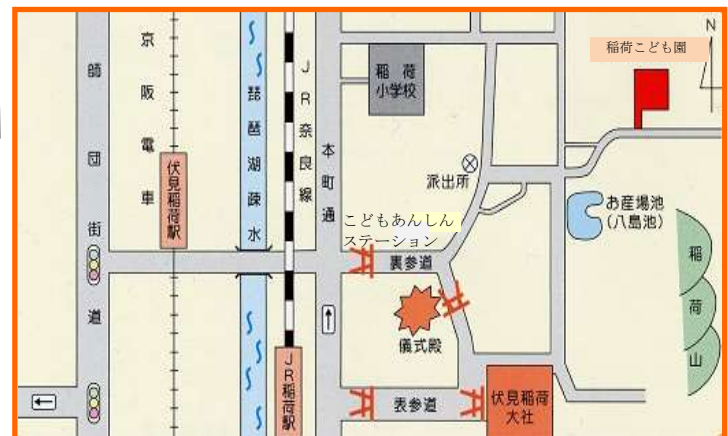 N
稲荷こども園
師団街道
京阪電車
伏見稲荷駅
琵琶湖疎水
JR奈良線
JR稲荷駅
本町通
稲荷
小学校
派出所
こどもあんしん
ステーション
裏参道
儀式殿
表参道
伏見稲荷
大社
お産場池
(八島池)
稲荷山